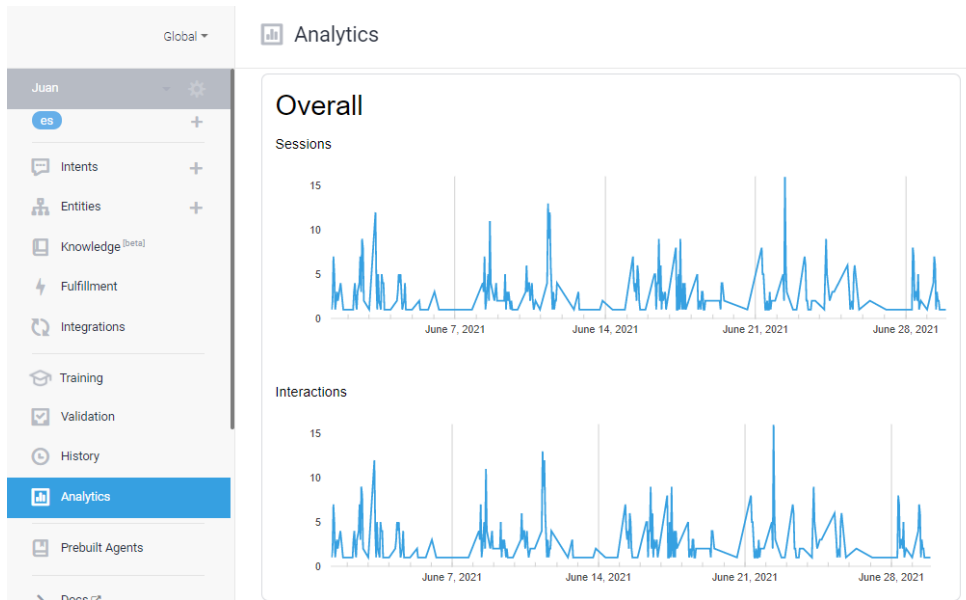 Global
Analytics
Juan
es
Intents
Entities
Knowledge [beta]
Fulfillment
Integrations
Training
Validation
History
Analytics
Prebuilt Agents
Docs
Overall
Sessions
15
10
5
0
June 7, 2021 June 14, 2021 June 21, 2021 June 28, 2021
Interactions
15
10
5
0
June 7, 2021 June 14, 2021 June 21, 2021 June 28, 2021